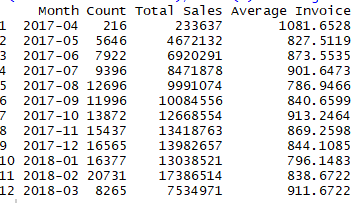 Month Count Total Sales Average Invoice
1 2017-04 216 233637 1081.6528
2 2017-05 5646 4672132 827.5119
3 2017-06 7922 6920291 873.5535
4 2017-07 9396 8471878 901.6473
5 2017-08 12696 9991074 786.9466
6 2017-09 11996 10084556 840.6599
7 2017-10 13872 12668554 913.2464
8 2017-11 15437 13418763 869.2598
9 2017-12 16565 13982657 844.1085
10 2018-01 16377 13038521 796.1483
11 2018-02 20731 17386514 838.6722
12 2018-03 8265 7534971 911.6722